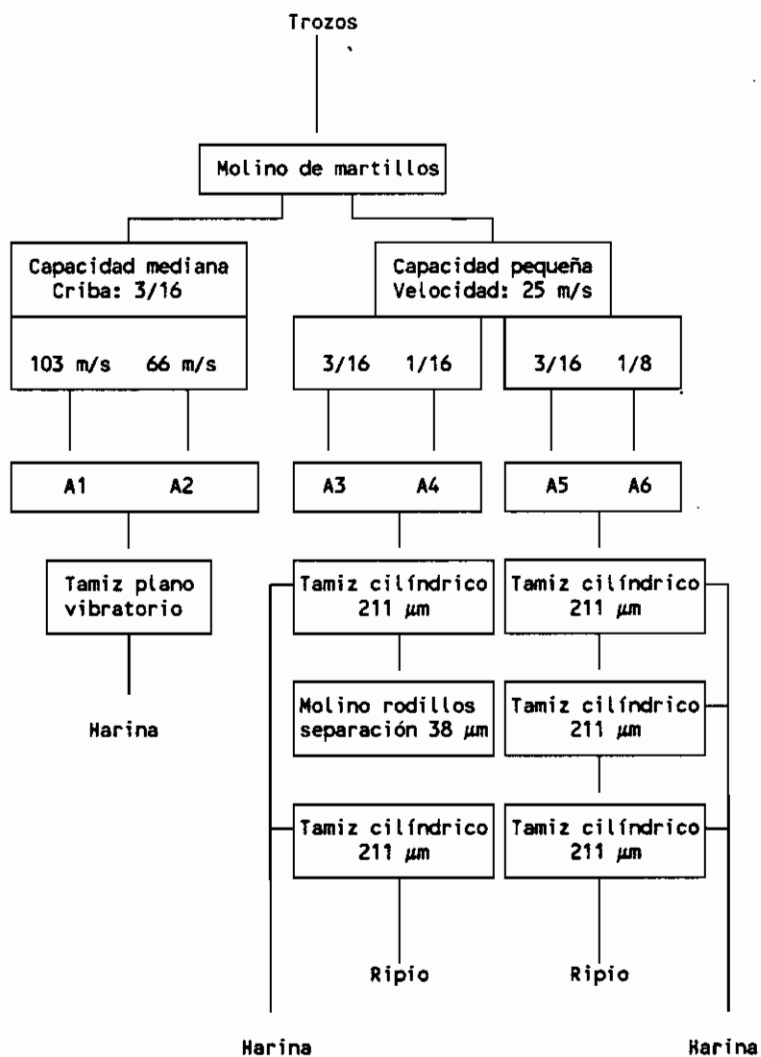 Trozos
Molino de martillos
Capacidad mediana
Criba: 3/16
Capacidad pequeña
Velocidad: 25 m/s
103 m/s 66 m/s
3/16 1/16
3/16 1/8
A1 A2
A3 A4
A5 A6
Tamiz plano
vibratorio
Tamiz cilíndrico
211 µm
Tamiz cilíndrico
211 µm
Harina
Molino rodillos
separación 38 µm
Tamiz cilíndrico
211 µm
Tamiz cilíndrico
211 µm
Tamiz cilíndrico
211 µm
Ripio
Ripio
Harina
Harina